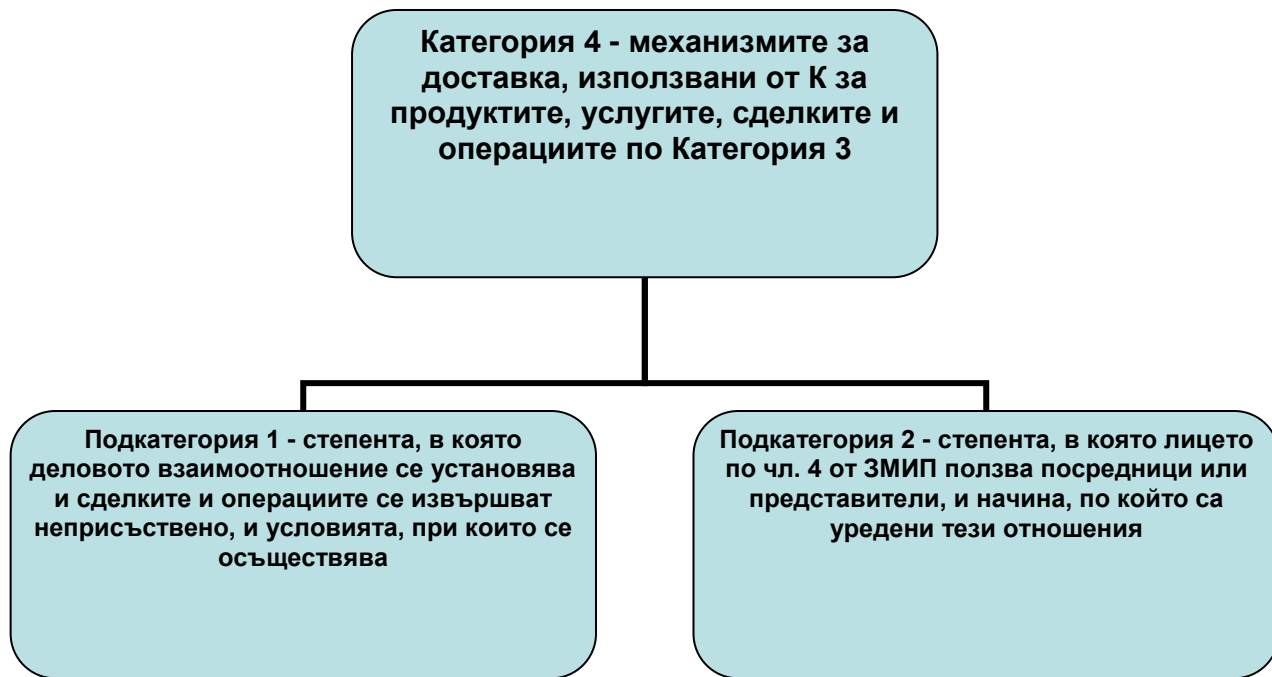 Категория 4 - механизмите за
доставка, използвани от К за
продуктите, услугите, сделките и
операциите по Категория 3
Подкатегория 1 - степента, в която
деловото взаимоотношение се установява
и сделките и операциите се извършват
неприсъствено, и условията, при които се
осъществява
Подкатегория 2 - степента, в която лицето
по чл. 4 от ЗМИП ползва посредници или
представители, и начина, по който са
уредени тези отношения